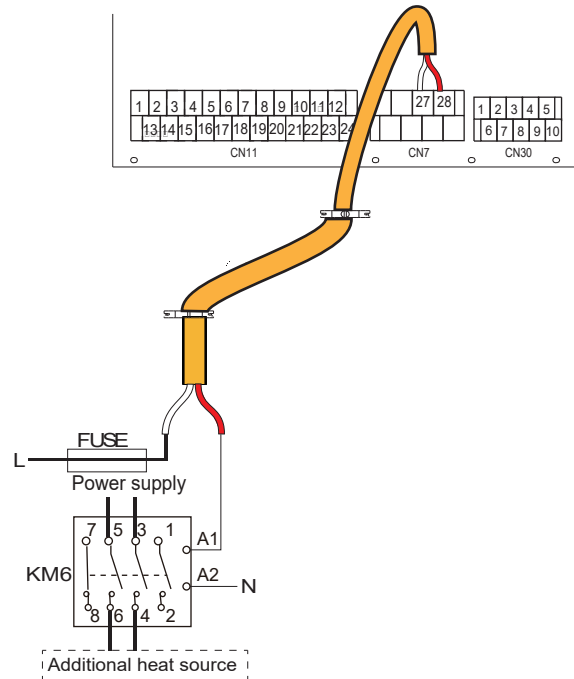 27 28
1 2 3 4 5 6 7 8 9 10 11 12
1 2 3 4 5
13 14 15 16 17 18 19 20 21 22 23 24
6 7 8 9 10
CN11 CN7 CN30
FUSE
L
Power supply
7 5 3 1
A1
KM6
A2
N
8 6 4 2
Additional heat source